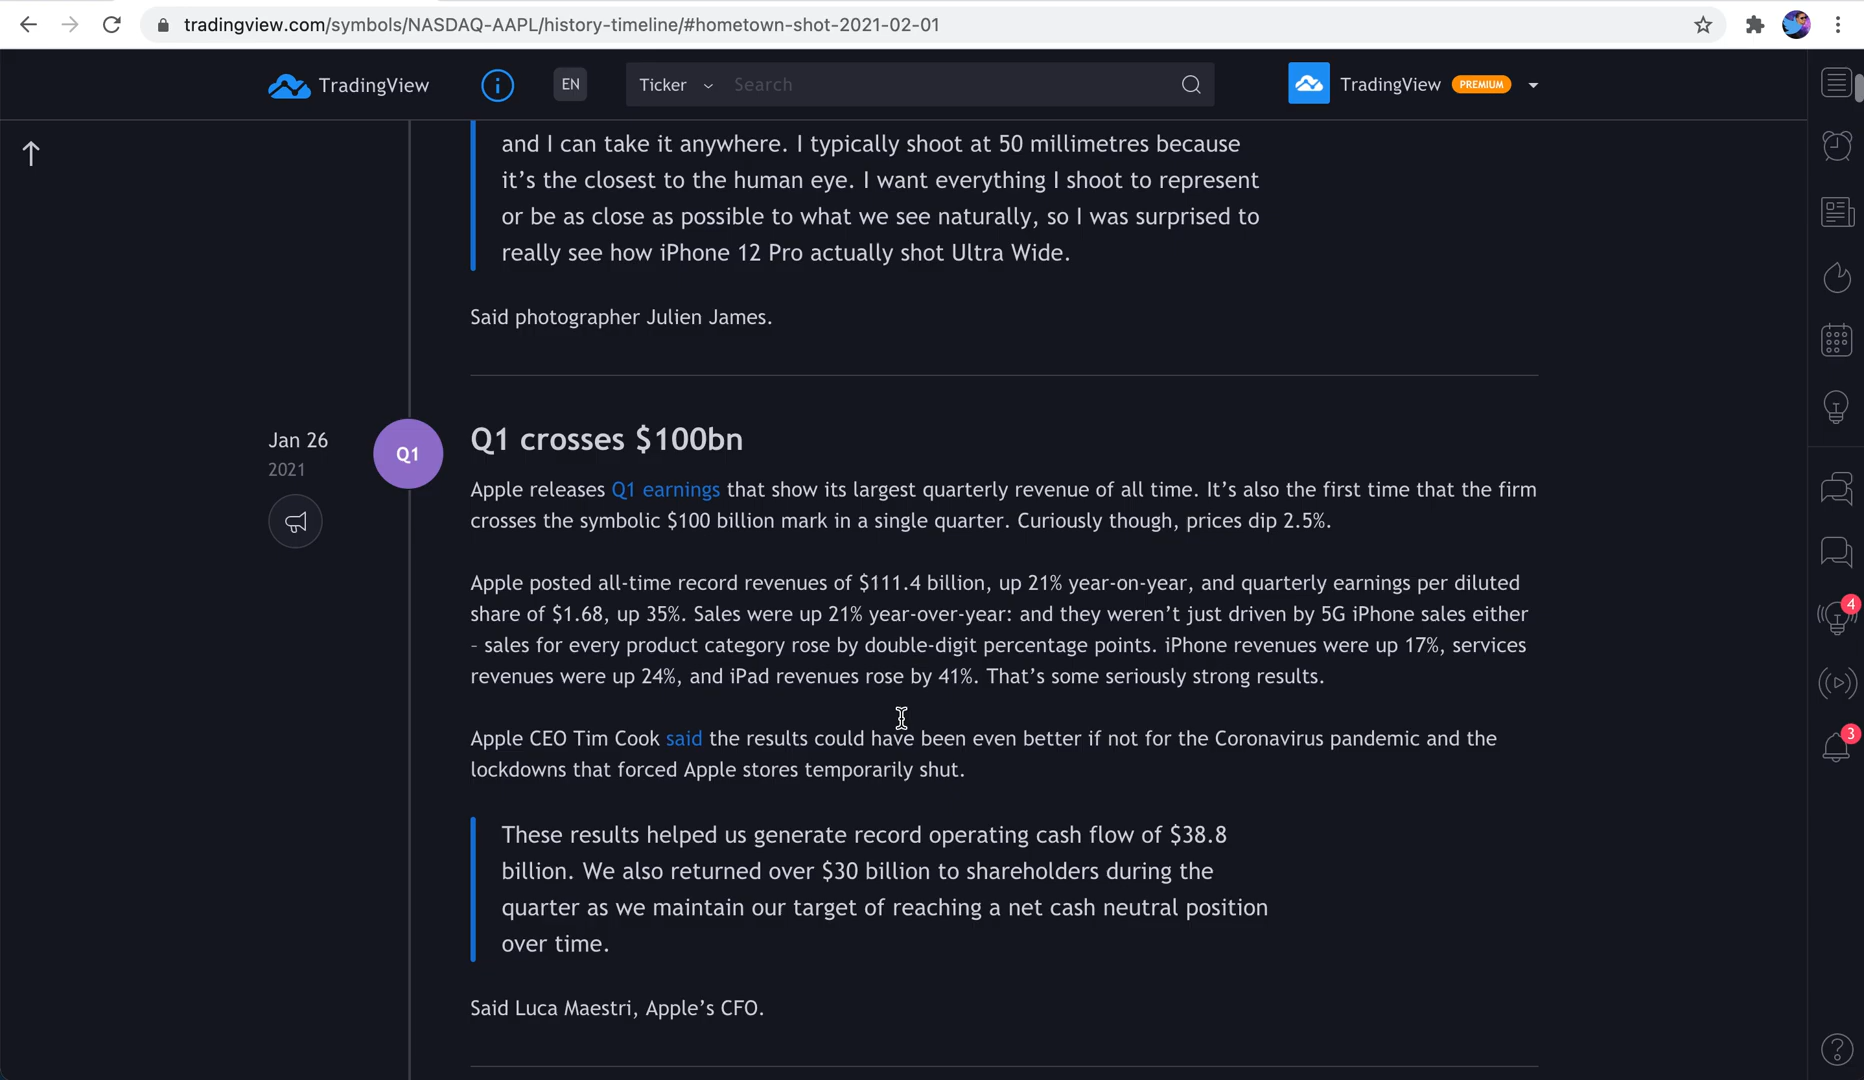 tradingview.com/symbols/NASDAQ-AAPL/history-timeline/#hometown-shot-2021-02-01
TradingView
EN
Ticker
Search
TradingView
PREMIUM
and I can take it anywhere. I typically shoot at 50 millimetres because
it’s the closest to the human eye. I want everything I shoot to represent
or be as close as possible to what we see naturally, so I was surprised to
really see how iPhone 12 Pro actually shot Ultra Wide.
Said photographer Julien James.
Jan 26
2021
Q1
Q1 crosses $100bn
Apple releases Q1 earnings that show its largest quarterly revenue of all time. It’s also the first time that the firm
crosses the symbolic $100 billion mark in a single quarter. Curiously though, prices dip 2.5%.
Apple posted all-time record revenues of $111.4 billion, up 21% year-on-year, and quarterly earnings per diluted
share of $1.68, up 35%. Sales were up 21% year-over-year: and they weren’t just driven by 5G iPhone sales either
– sales for every product category rose by double-digit percentage points. iPhone revenues were up 17%, services
revenues were up 24%, and iPad revenues rose by 41%. That’s some seriously strong results.
Apple CEO Tim Cook said the results could have been even better if not for the Coronavirus pandemic and the
lockdowns that forced Apple stores temporarily shut.
These results helped us generate record operating cash flow of $38.8
billion. We also returned over $30 billion to shareholders during the
quarter as we maintain our target of reaching a net cash neutral position
over time.
Said Luca Maestri, Apple’s CFO.
4
3